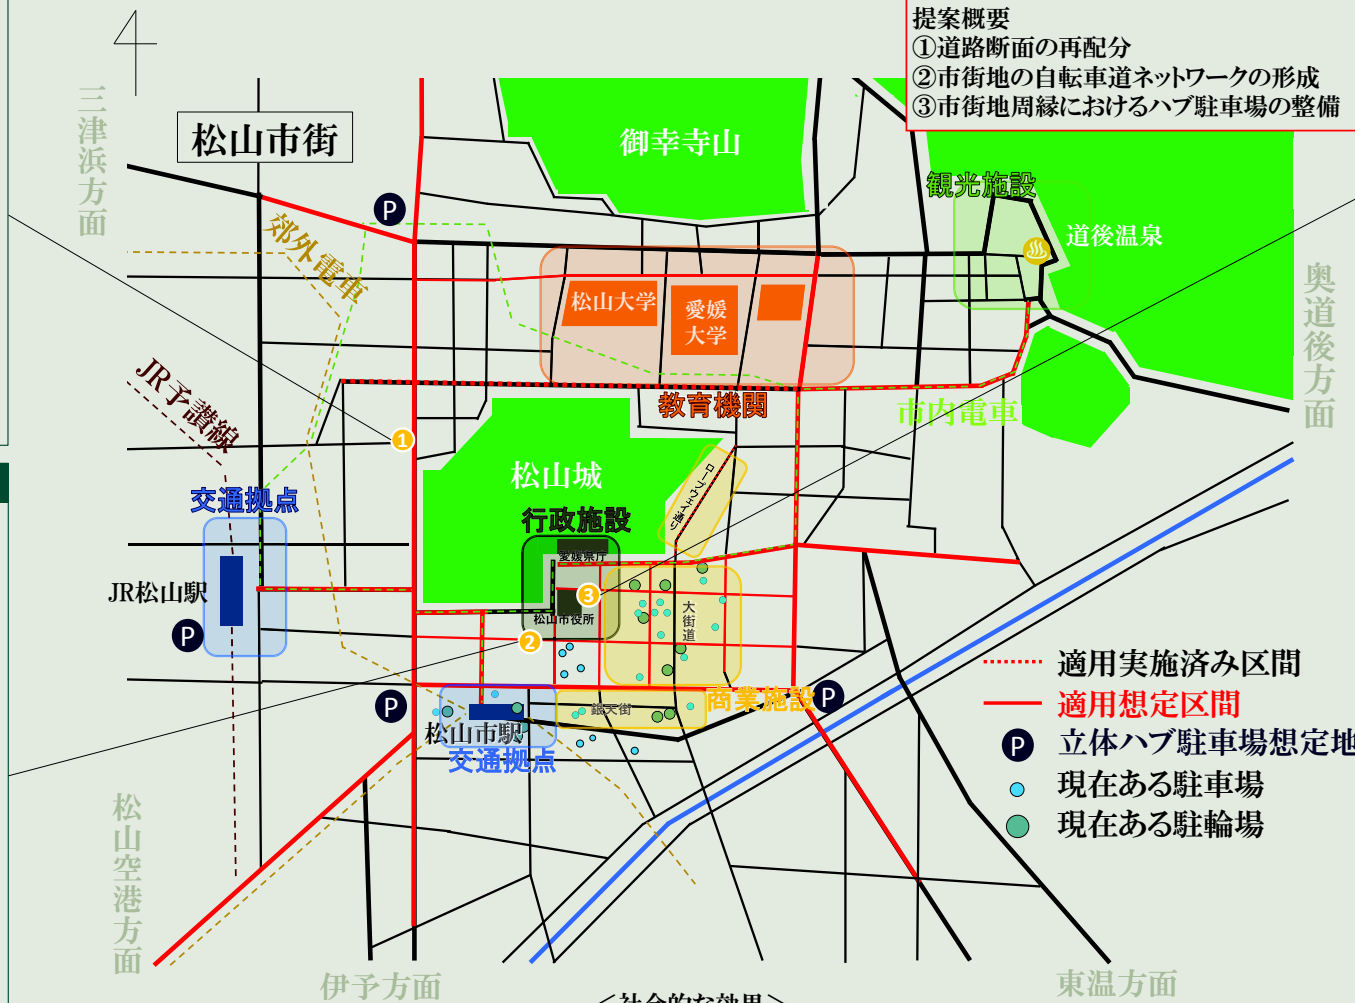 提案概要
①道路断面の再配分
②市街地の自転車道ネットワークの形成
③市街地周縁におけるハブ駐車場の整備
三津浜方面
松山市街
御幸寺山
観光施設
P
郊外電車
道後温泉
奥道後方面
松山大学
愛媛
大学
JR予讃線
教育機関
市内電車
1
松山城
ロープウェイ通り
交通拠点
行政施設
愛媛県庁
JR松山駅
3
大街道
松山市役所
P
2
適用実施済み区間
商業施設
P
適用想定区間
P
銀天街
松山市駅
交通拠点
P
立体ハブ駐車場想定地
現在ある駐車場
現在ある駐輪場
松山空港方面
伊予方面
東温方面
＜社会的な効果＞